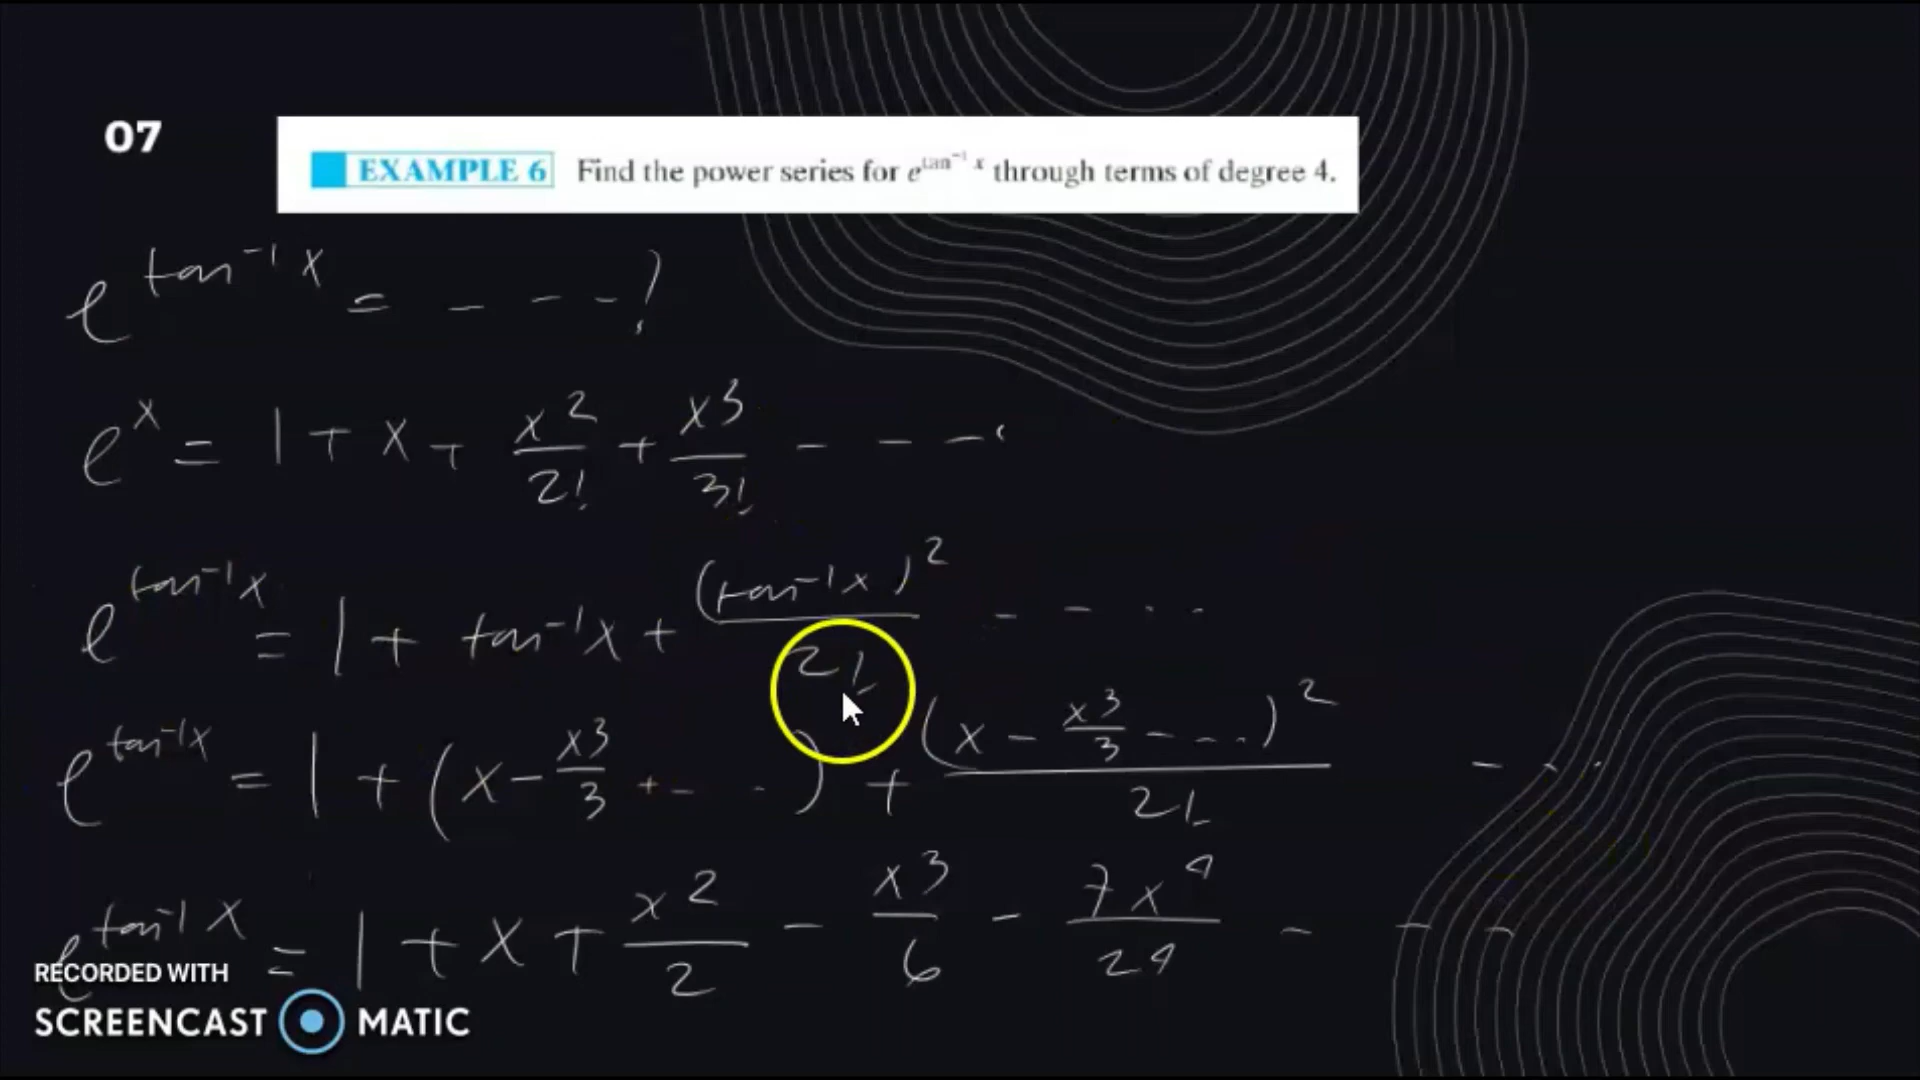 07
EXAMPLE 6 Find the power series for e^tan⁻¹ x through terms of degree 4.
e^tan⁻¹ x = - - - - ?
e^x = 1 + x + x²/2! + x³/3! - - - -
e^tan⁻¹x = 1 + tan⁻¹x + (tan⁻¹x)²/2! - - - -
e^tan⁻¹x = 1 + (x - x³/3 + - - .) + (x - x³/3 - - ..)²/2! - - - -
e^tan⁻¹ x = 1 + x + x²/2 - x³/6 - 7x⁴/24 - - -
RECORDED WITH
SCREENCAST MATIC